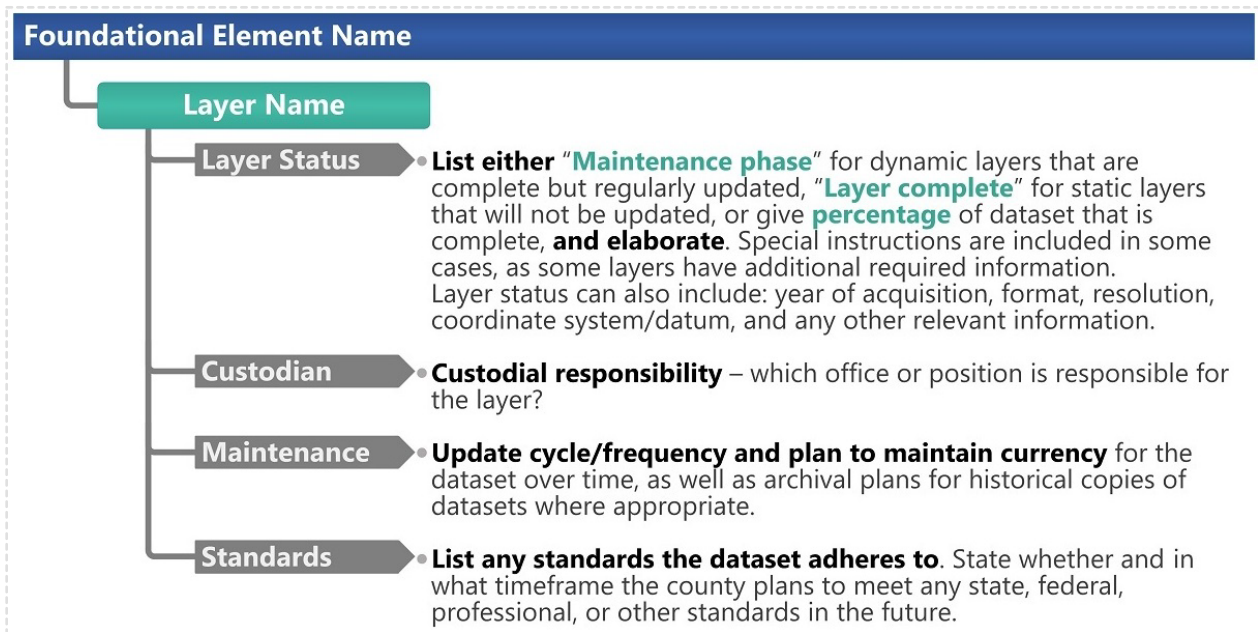 Foundational Element Name
Layer Name
Layer Status
• List either “Maintenance phase” for dynamic layers that are
complete but regularly updated, “Layer complete” for static layers
that will not be updated, or give percentage of dataset that is
complete, and elaborate. Special instructions are included in some
cases, as some layers have additional required information.
Layer status can also include: year of acquisition, format, resolution,
coordinate system/datum, and any other relevant information.
Custodian
• Custodial responsibility – which office or position is responsible for
the layer?
Maintenance
• Update cycle/frequency and plan to maintain currency for the
dataset over time, as well as archival plans for historical copies of
datasets where appropriate.
Standards
• List any standards the dataset adheres to. State whether and in
what timeframe the county plans to meet any state, federal,
professional, or other standards in the future.